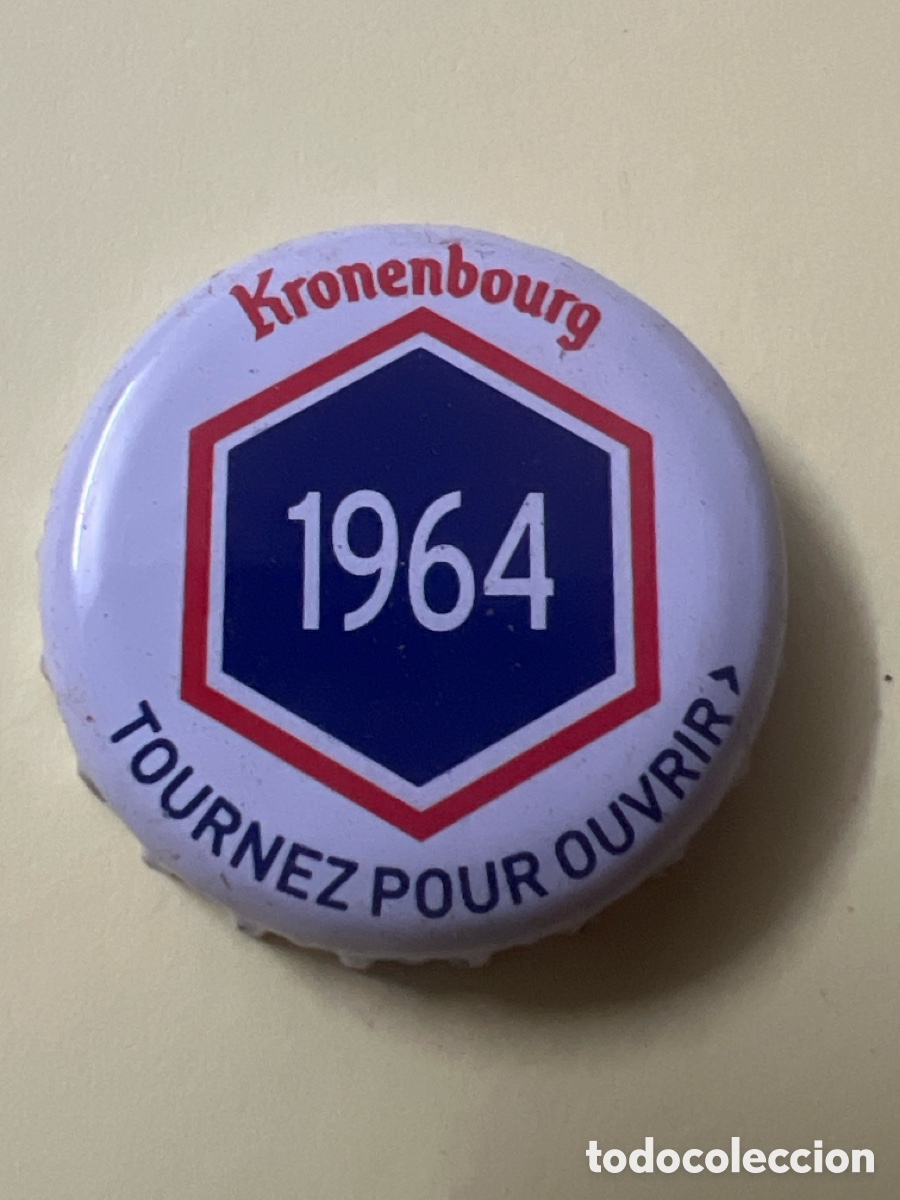 Kronenbourg
1964
TOURNEZ POUR OUVRIR >
todocoleccion